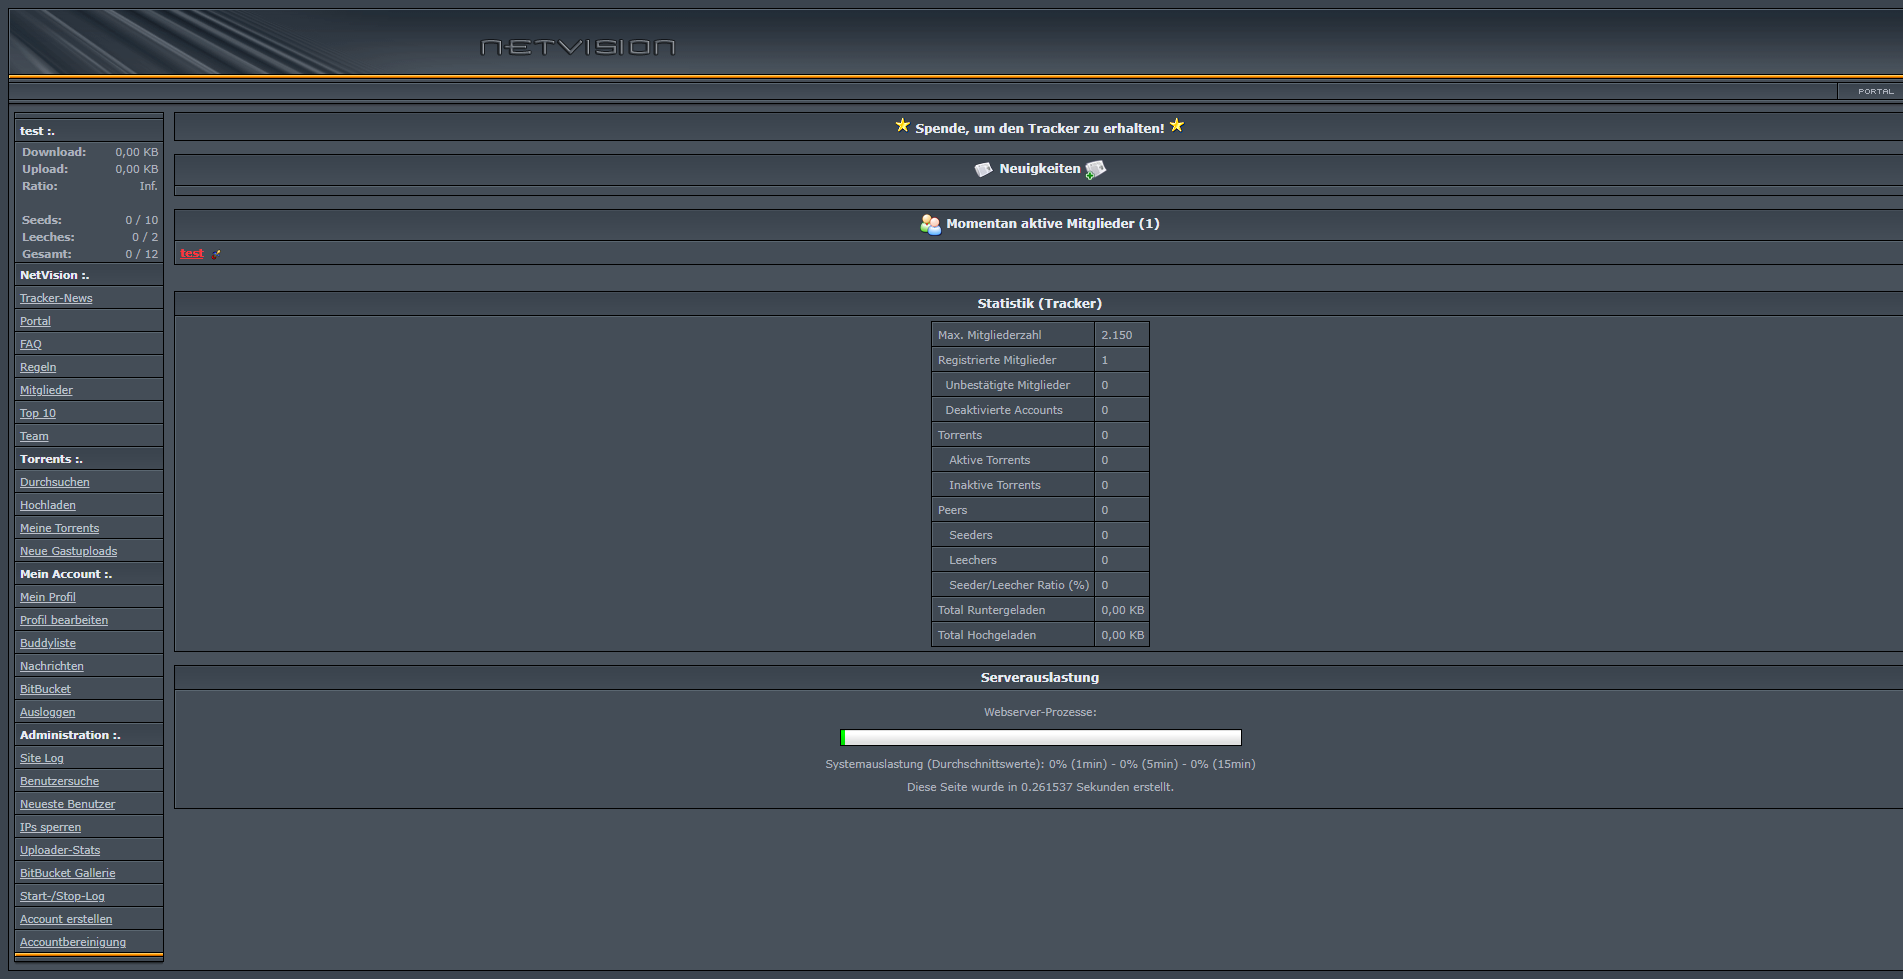 NETVISION
PORTAL
test :.
Download: 0,00 KB
Upload: 0,00 KB
Ratio: Inf.
Seeds: 0 / 10
Leeches: 0 / 2
Gesamt: 0 / 12
NetVision :.
Tracker-News
Portal
FAQ
Regeln
Mitglieder
Top 10
Team
Torrents :.
Durchsuchen
Hochladen
Meine Torrents
Neue Gastuploads
Mein Account :.
Mein Profil
Profil bearbeiten
Buddyliste
Nachrichten
BitBucket
Ausloggen
Administration :.
Site Log
Benutzersuche
Neueste Benutzer
IPs sperren
Uploader-Stats
BitBucket Gallerie
Start-/Stop-Log
Account erstellen
Accountbereinigung
Spende, um den Tracker zu erhalten!
Neuigkeiten
Momentan aktive Mitglieder (1)
test
Statistik (Tracker)
Max. Mitgliederzahl 2.150
Registrierte Mitglieder 1
Unbestätigte Mitglieder 0
Deaktivierte Accounts 0
Torrents 0
Aktive Torrents 0
Inaktive Torrents 0
Peers 0
Seeders 0
Leechers 0
Seeder/Leecher Ratio (%) 0
Total Runtergeladen 0,00 KB
Total Hochgeladen 0,00 KB
Serverauslastung
Webserver-Prozesse:
Systemauslastung (Durchschnittswerte): 0% (1min) - 0% (5min) - 0% (15min)
Diese Seite wurde in 0.261537 Sekunden erstellt.